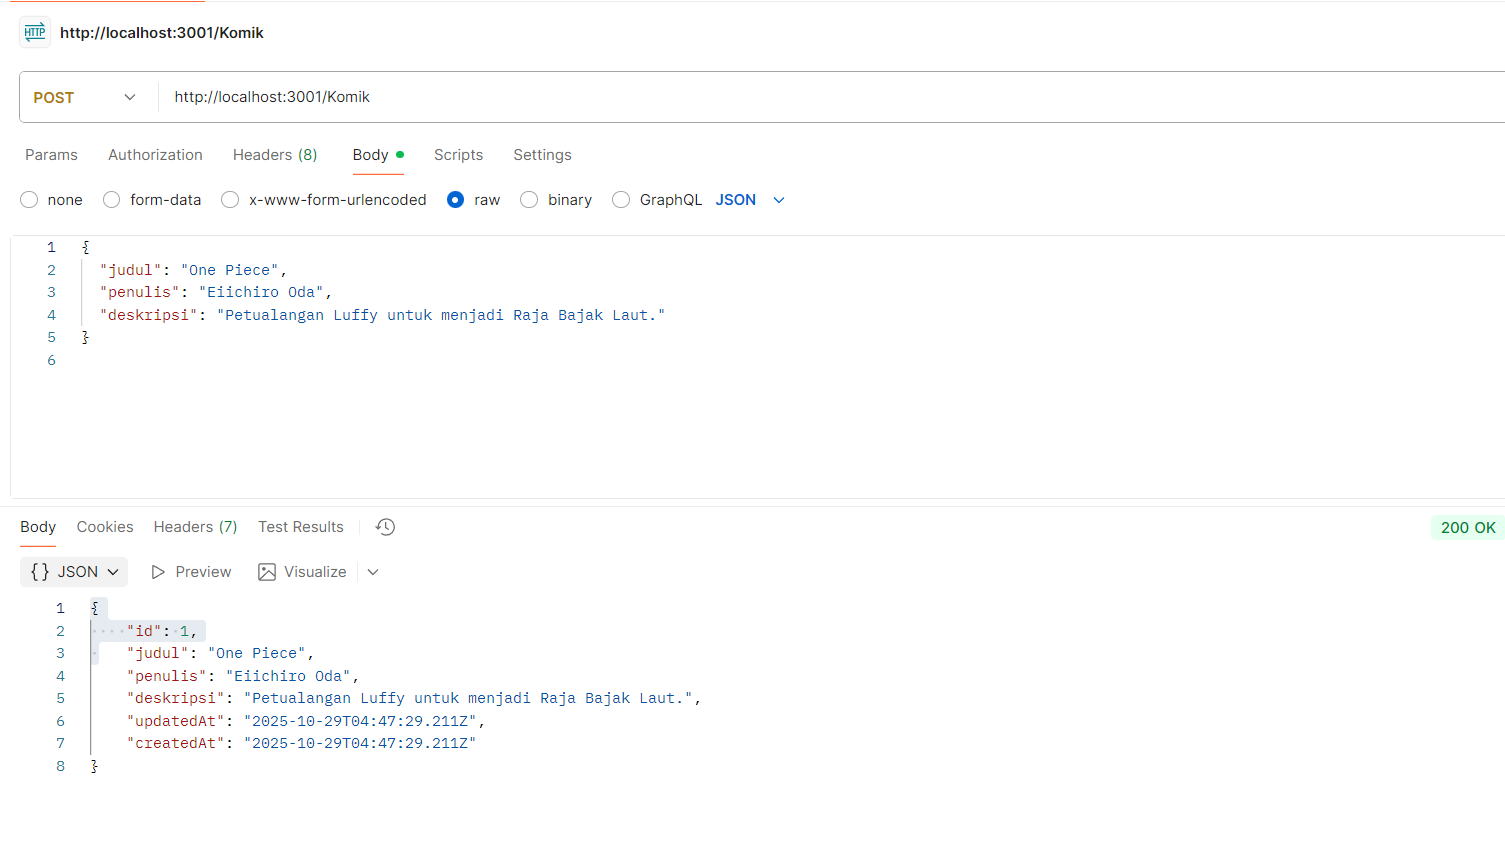 HTTP http://localhost:3001/Komik
POST http://localhost:3001/Komik
Params Authorization Headers (8) Body Scripts Settings
none form-data x-www-form-urlencoded raw binary GraphQL JSON
1 {
2 "judul": "One Piece",
3 "penulis": "Eiichiro Oda",
4 "deskripsi": "Petualangan Luffy untuk menjadi Raja Bajak Laut."
5 }
6
Body Cookies Headers (7) Test Results 200 OK
{} JSON Preview Visualize
1 {
2 "id": 1,
3 "judul": "One Piece",
4 "penulis": "Eiichiro Oda",
5 "deskripsi": "Petualangan Luffy untuk menjadi Raja Bajak Laut.",
6 "updatedAt": "2025-10-29T04:47:29.211Z",
7 "createdAt": "2025-10-29T04:47:29.211Z"
8 }